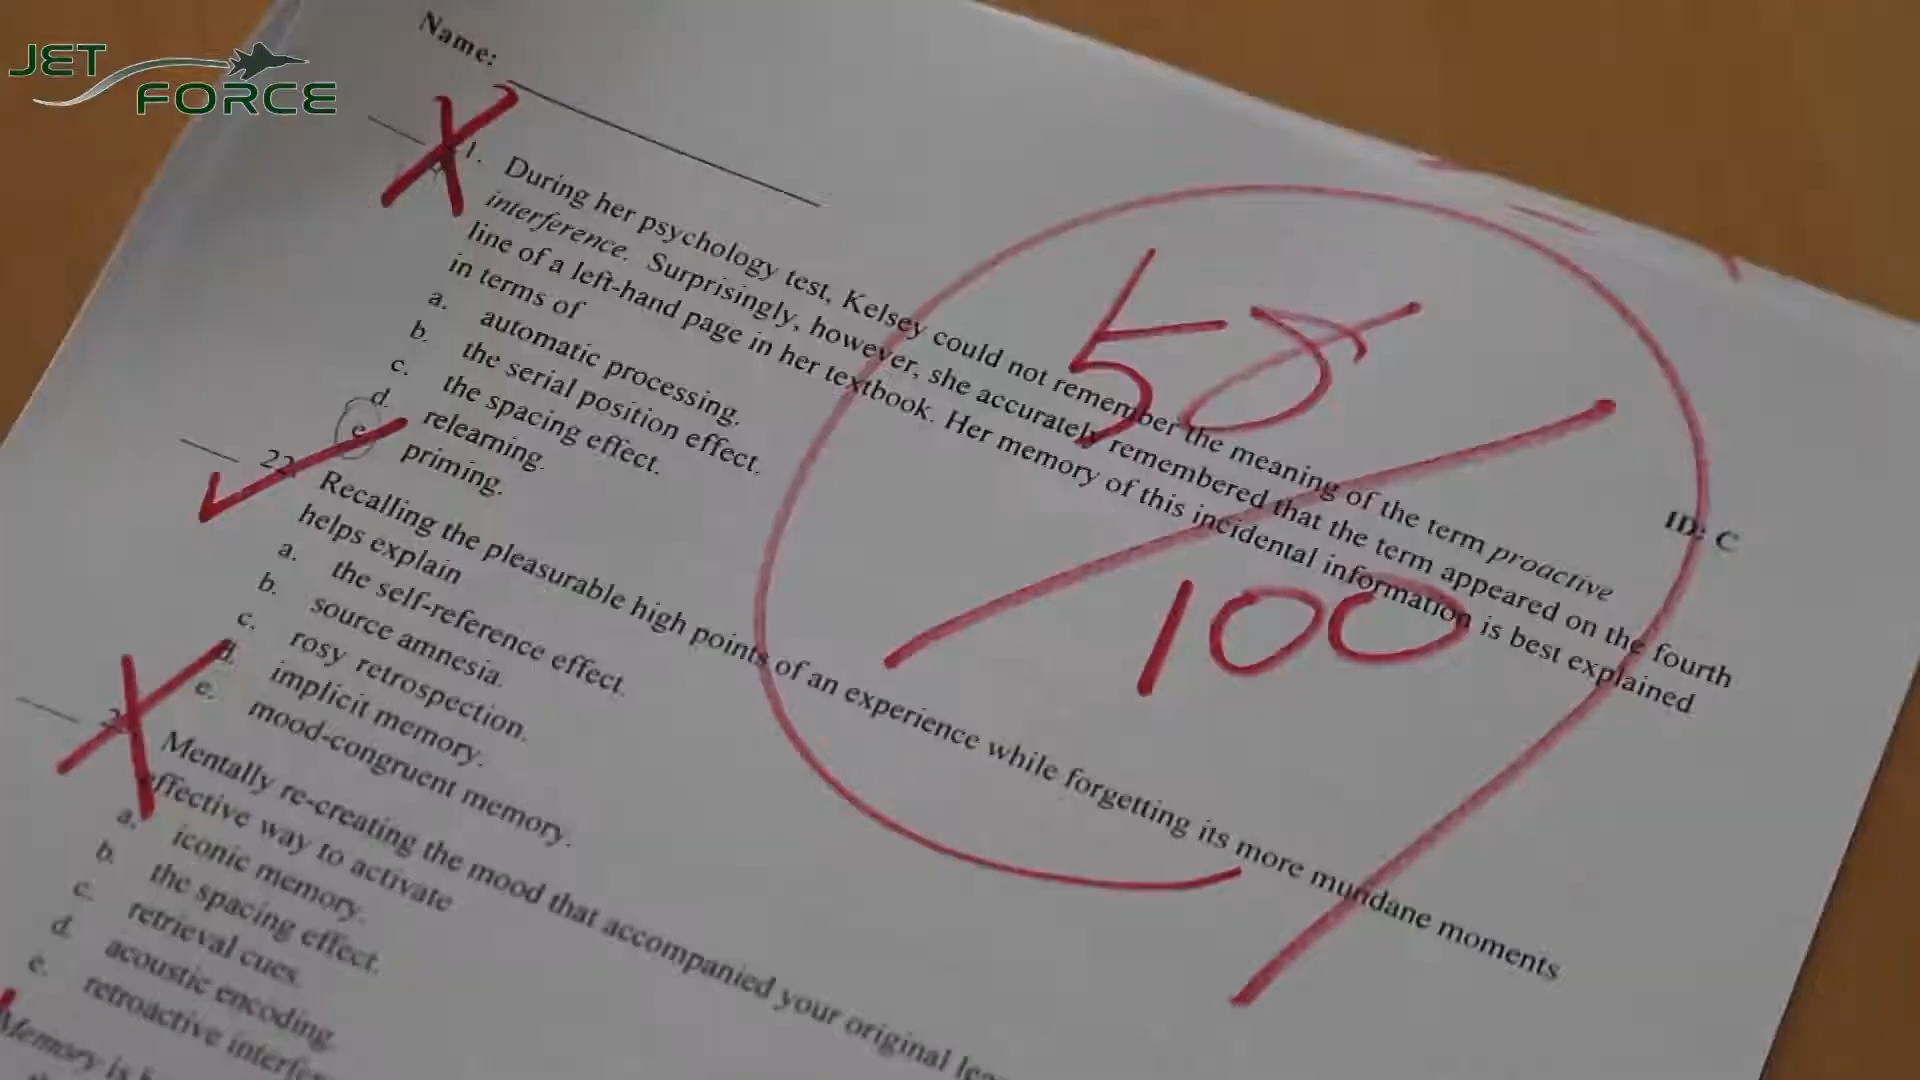 JET
FORCE
Name:
ID: C
1. During her psychology test, Kelsey could not remember the meaning of the term proactive
interference. Surprisingly, however, she accurately remembered that the term appeared on the fourth
line of a left-hand page in her textbook. Her memory of this incidental information is best explained
in terms of
a. automatic processing.
b. the serial position effect.
c. the spacing effect.
d. relearning.
e. priming.
58
100
22. Recalling the pleasurable high points of an experience while forgetting its more mundane moments
helps explain
a. the self-reference effect.
b. source amnesia.
c. rosy retrospection.
d. implicit memory.
e. mood-congruent memory.
Mentally re-creating the mood that accompanied your original
effective way to activate
a. iconic memory.
b. the spacing effect.
c. retrieval cues.
d. acoustic encoding.
e. retroactive
Memory is